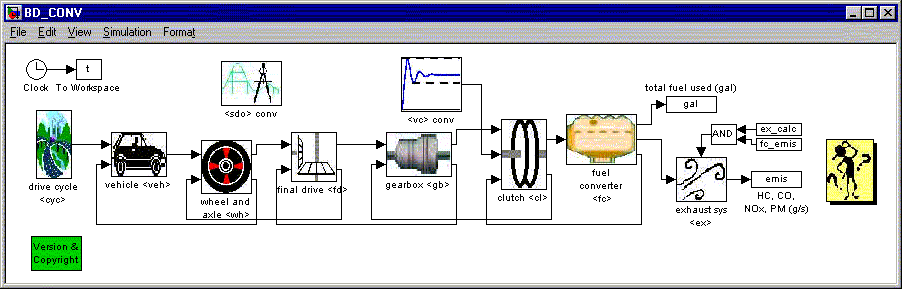 BD_CONV
File Edit View Simulation Format
t
Clock To Workspace
<sdo> conv
<vc> conv
total fuel used (gal)
gal
AND
ex_calc
fc_emis
drive cycle
<cyc>
vehicle <veh>
wheel and
axle <wh>
final drive <fd>
gearbox <gb>
clutch <cl>
fuel
converter
<fc>
exhaust sys
<ex>
emis
HC, CO,
NOx, PM (g/s)
Version &
Copyright